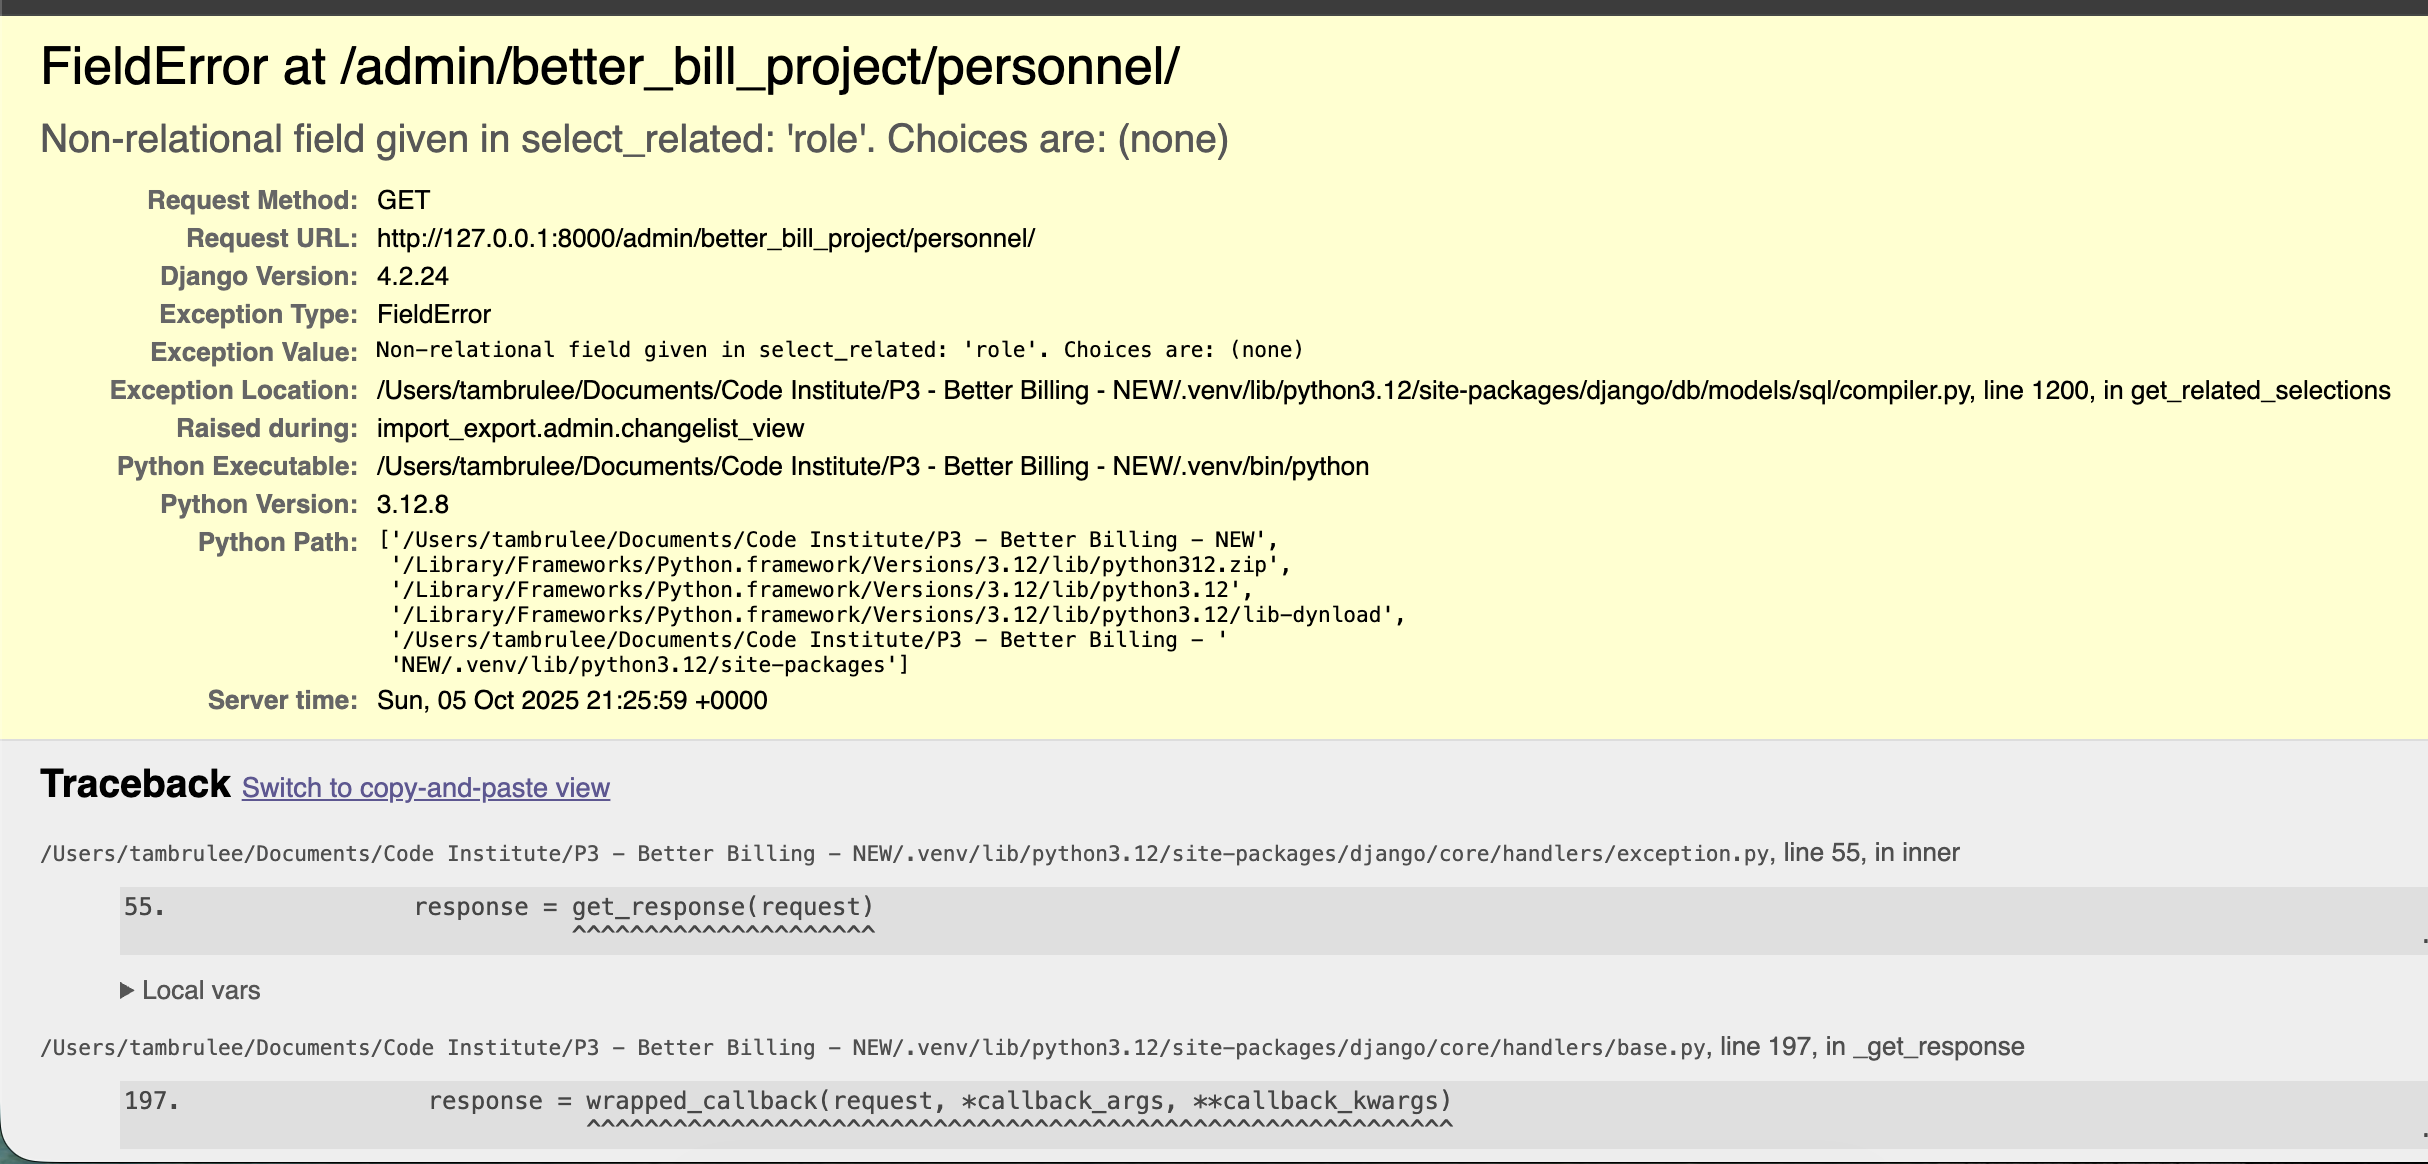 FieldError at /admin/better_bill_project/personnel/
Non-relational field given in select_related: 'role'. Choices are: (none)
Request Method: GET
Request URL: http://127.0.0.1:8000/admin/better_bill_project/personnel/
Django Version: 4.2.24
Exception Type: FieldError
Exception Value: Non-relational field given in select_related: 'role'. Choices are: (none)
Exception Location: /Users/tambrulee/Documents/Code Institute/P3 - Better Billing - NEW/.venv/lib/python3.12/site-packages/django/db/models/sql/compiler.py, line 1200, in get_related_selections
Raised during: import_export.admin.changelist_view
Python Executable: /Users/tambrulee/Documents/Code Institute/P3 - Better Billing - NEW/.venv/bin/python
Python Version: 3.12.8
Python Path: ['/Users/tambrulee/Documents/Code Institute/P3 - Better Billing - NEW',
'/Library/Frameworks/Python.framework/Versions/3.12/lib/python312.zip',
'/Library/Frameworks/Python.framework/Versions/3.12/lib/python3.12',
'/Library/Frameworks/Python.framework/Versions/3.12/lib/python3.12/lib-dynload',
'/Users/tambrulee/Documents/Code Institute/P3 - Better Billing - '
'NEW/.venv/lib/python3.12/site-packages']
Server time: Sun, 05 Oct 2025 21:25:59 +0000
Traceback Switch to copy-and-paste view
/Users/tambrulee/Documents/Code Institute/P3 - Better Billing - NEW/.venv/lib/python3.12/site-packages/django/core/handlers/exception.py, line 55, in inner
55. response = get_response(request)
^^^^^^^^^^^^^^^^^^^^^
▶ Local vars
/Users/tambrulee/Documents/Code Institute/P3 - Better Billing - NEW/.venv/lib/python3.12/site-packages/django/core/handlers/base.py, line 197, in _get_response
197. response = wrapped_callback(request, *callback_args, **callback_kwargs)
^^^^^^^^^^^^^^^^^^^^^^^^^^^^^^^^^^^^^^^^^^^^^^^^^^^^^^^^^^^^